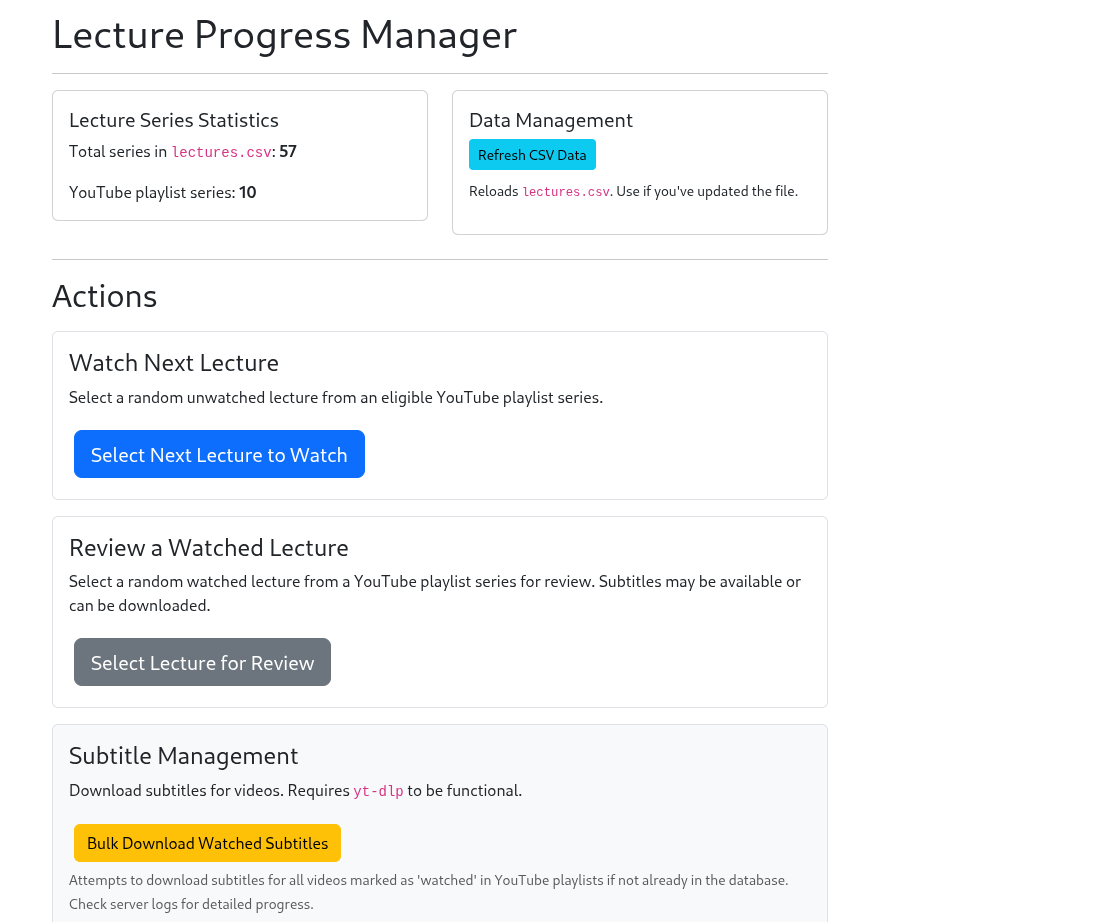 Lecture Progress Manager
Lecture Series Statistics
Total series in lectures.csv: 57
YouTube playlist series: 10
Data Management
Refresh CSV Data
Reloads lectures.csv. Use if you've updated the file.
Actions
Watch Next Lecture
Select a random unwatched lecture from an eligible YouTube playlist series.
Select Next Lecture to Watch
Review a Watched Lecture
Select a random watched lecture from a YouTube playlist series for review. Subtitles may be available or
can be downloaded.
Select Lecture for Review
Subtitle Management
Download subtitles for videos. Requires yt-dlp to be functional.
Bulk Download Watched Subtitles
Attempts to download subtitles for all videos marked as 'watched' in YouTube playlists if not already in the database.
Check server logs for detailed progress.